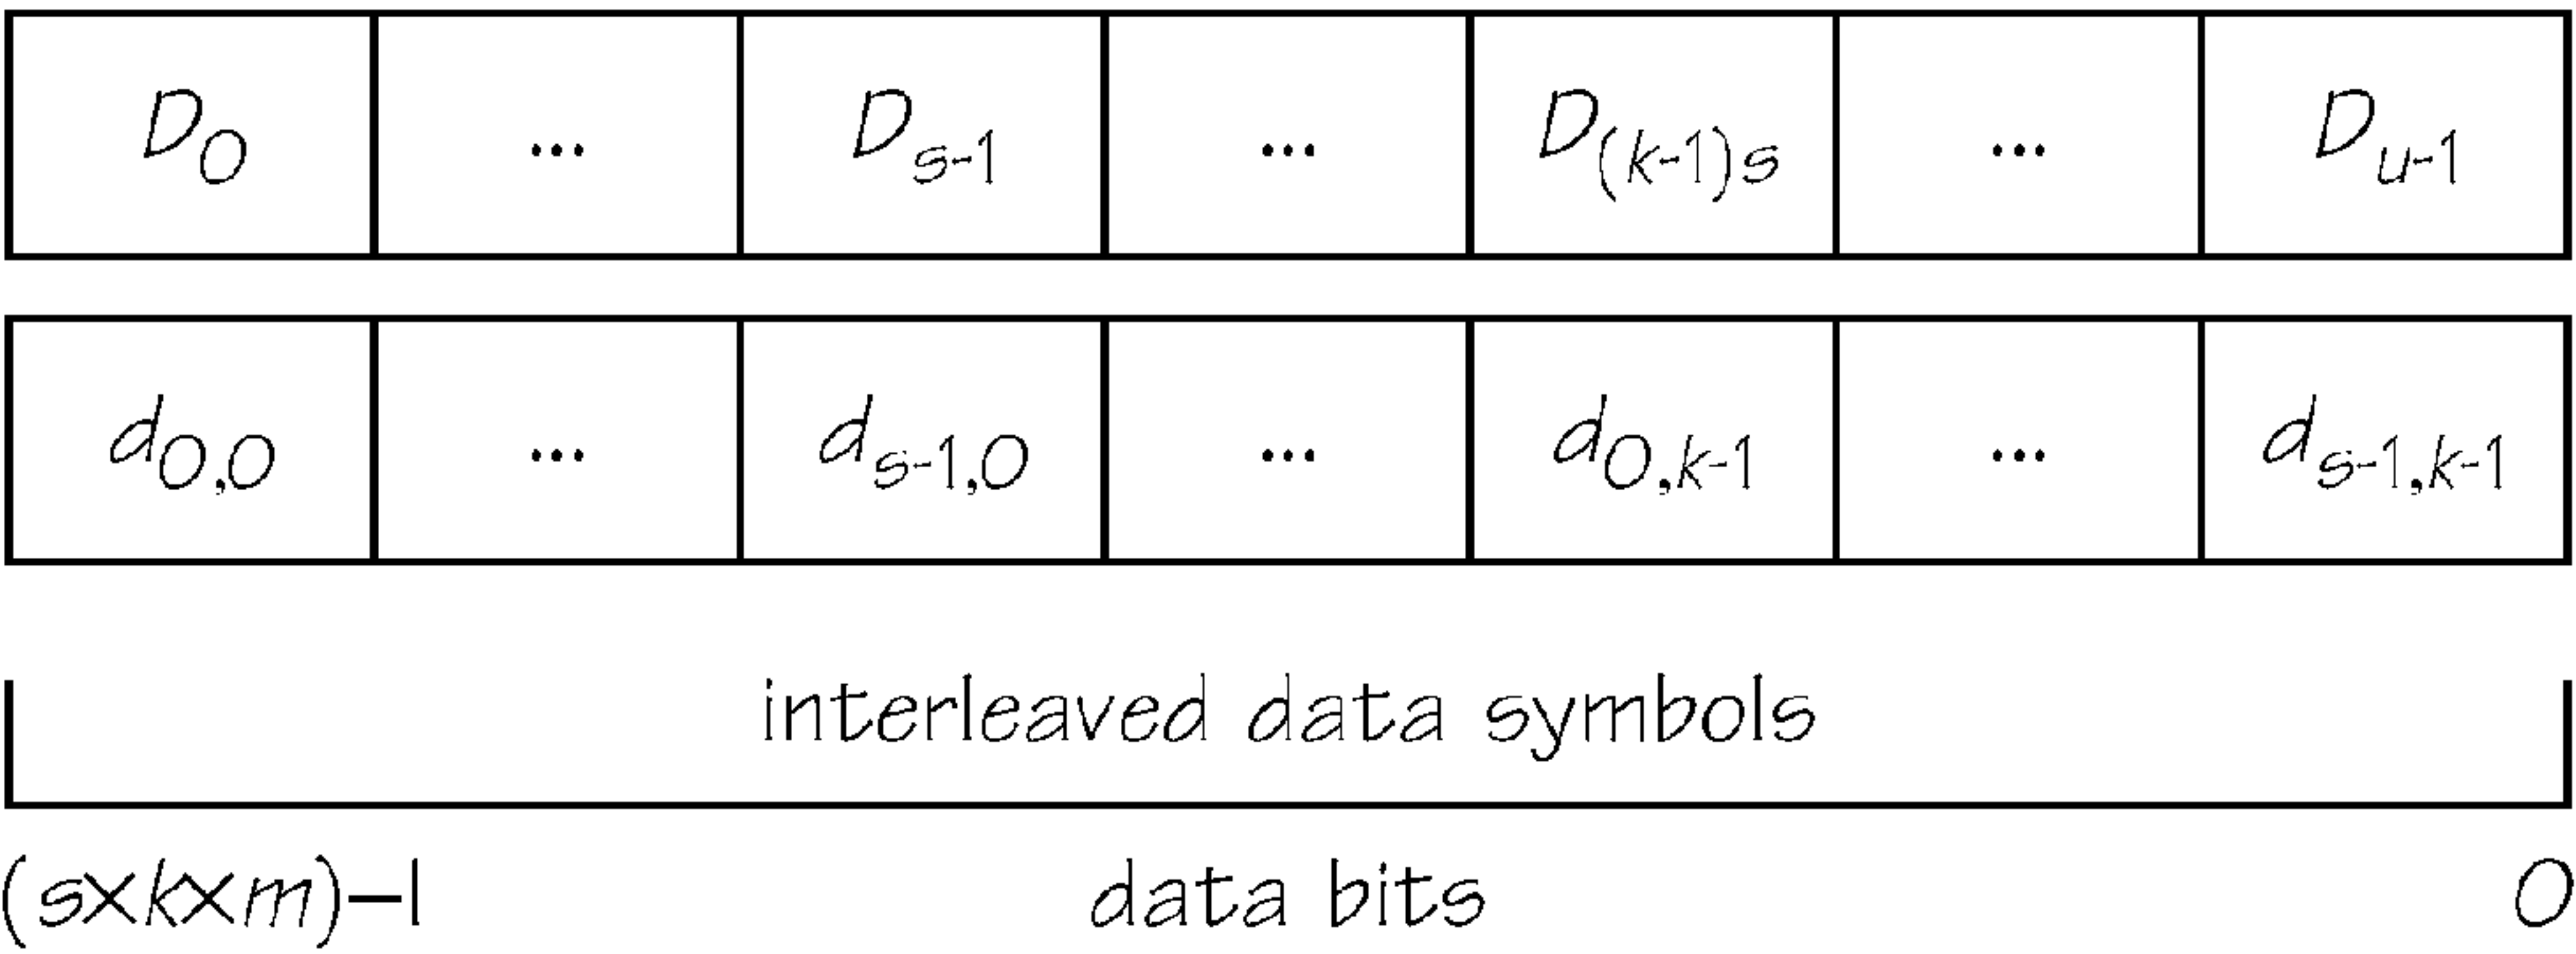 D0 ... Ds-1 ... D(k-1)s ... Du-1
d0,0 ... ds-1,0 ... d0,k-1 ... ds-1,k-1
interleaved data symbols
(s×k×m)–1 data bits 0